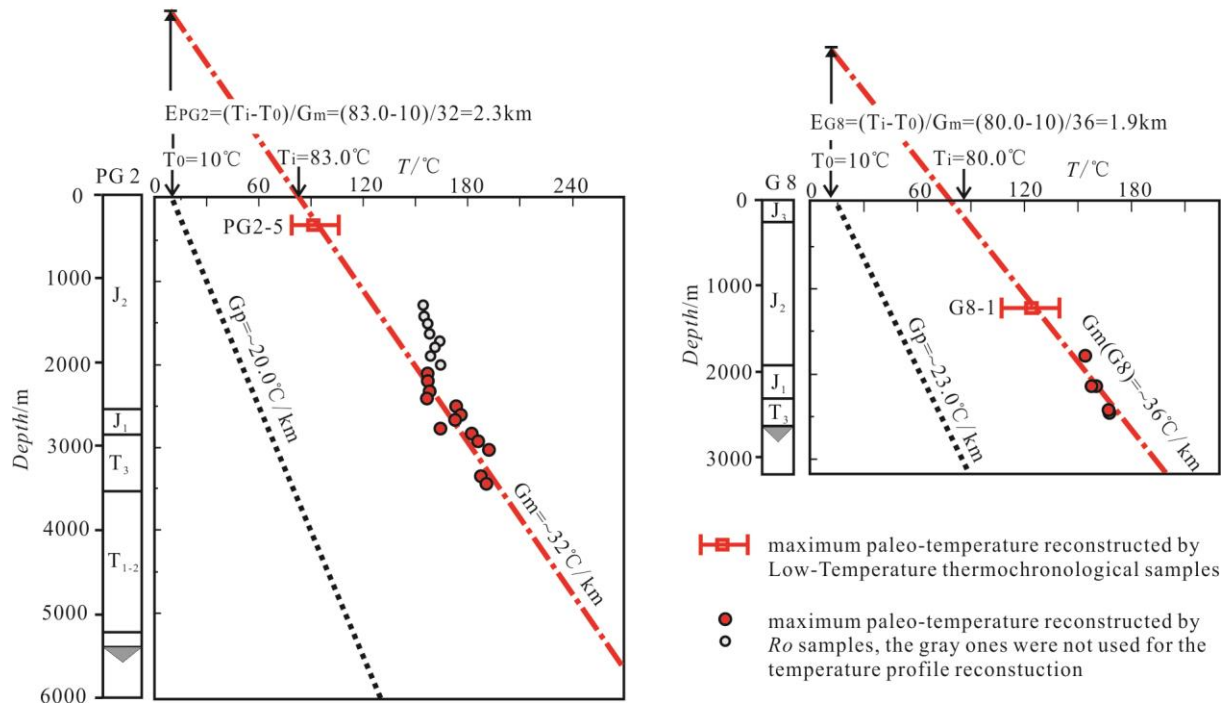 EPG2=(Ti-T0)/Gm=(83.0-10)/32=2.3km
T0=10℃
Ti=83.0℃
T/℃
PG 2
0 60 120 180 240
0
1000
2000
3000
4000
5000
6000
Depth/m
J2
J1
T3
T1-2
PG2-5
Gp=~20.0℃/km
Gm=~32℃/km
EG8=(Ti-T0)/Gm=(80.0-10)/36=1.9km
T0=10℃
Ti=80.0℃
T/℃
G 8
0 60 120 180
0
1000
2000
3000
Depth/m
J3
J2
J1
T3
G8-1
Gp=~23.0℃/km
Gm(G8)=~36℃/km
maximum paleo-temperature reconstructed by
Low-Temperature thermochronological samples
maximum paleo-temperature reconstructed by
Ro samples, the gray ones were not used for the
temperature profile reconstuction